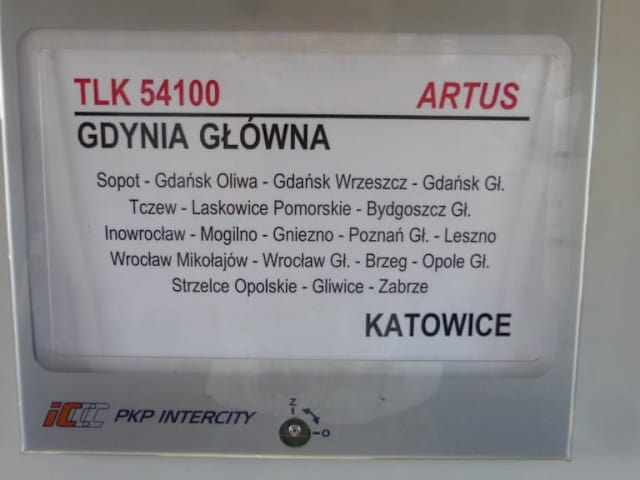 TLK 54100 ARTUS
GDYNIA GŁÓWNA
Sopot - Gdańsk Oliwa - Gdańsk Wrzeszcz - Gdańsk Gł.
Tczew - Laskowice Pomorskie - Bydgoszcz Gł.
Inowrocław - Mogilno - Gniezno - Poznań Gł. - Leszno
Wrocław Mikołajów - Wrocław Gł. - Brzeg - Opole Gł.
Strzelce Opolskie - Gliwice - Zabrze
KATOWICE
iC PKP INTERCITY
Z
O